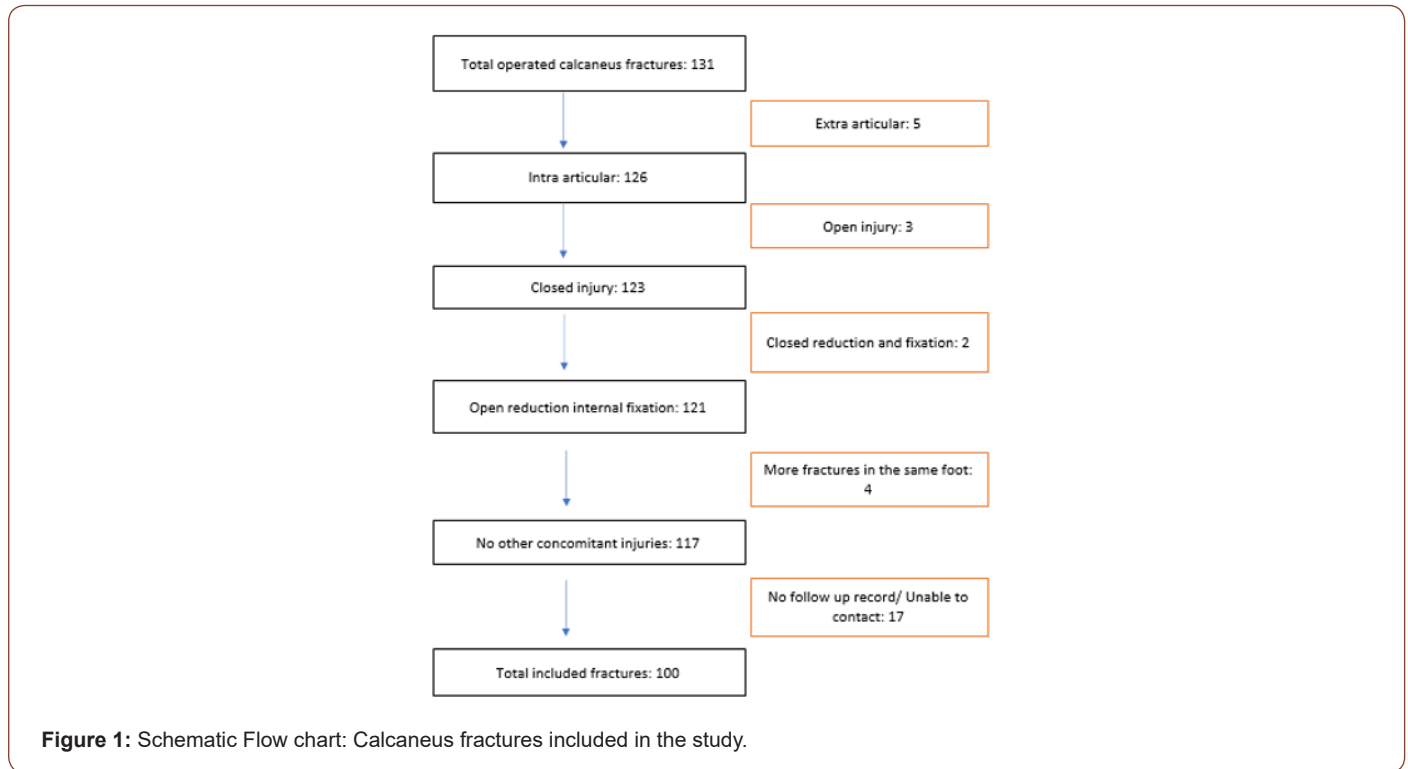 Total operated calcaneus fractures: 131
Extra articular: 5
Intra articular: 126
Open injury: 3
Closed injury: 123
Closed reduction and fixation: 2
Open reduction internal fixation: 121
More fractures in the same foot:
4
No other concomitant injuries: 117
No follow up record/ Unable to
contact: 17
Total included fractures: 100
Figure 1: Schematic Flow chart: Calcaneus fractures included in the study.